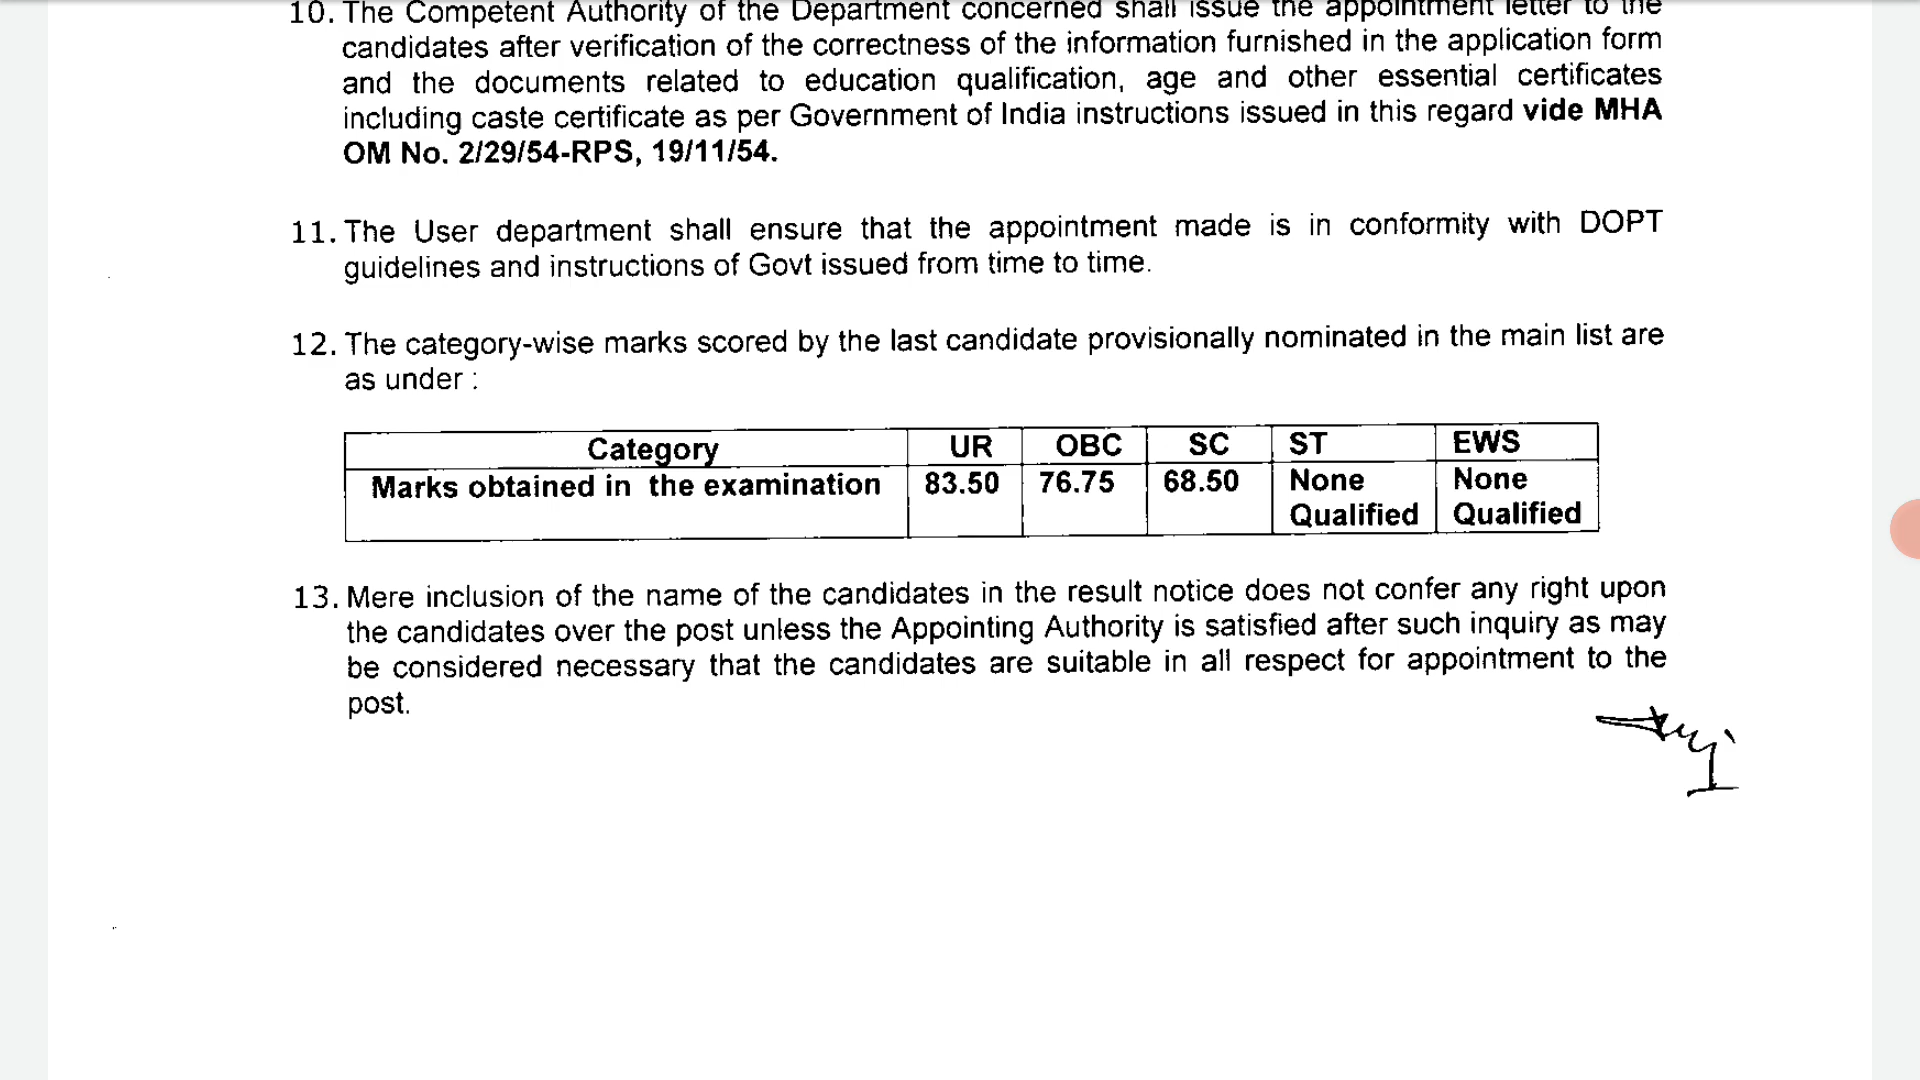 10. The Competent Authority of the Department concerned shall issue the appointment letter to the
candidates after verification of the correctness of the information furnished in the application form
and the documents related to education qualification, age and other essential certificates
including caste certificate as per Government of India instructions issued in this regard vide MHA
OM No. 2/29/54-RPS, 19/11/54.
11. The User department shall ensure that the appointment made is in conformity with DOPT
guidelines and instructions of Govt issued from time to time.
12. The category-wise marks scored by the last candidate provisionally nominated in the main list are
as under :
Category UR OBC SC ST EWS
Marks obtained in the examination 83.50 76.75 68.50 None None
Qualified Qualified
13. Mere inclusion of the name of the candidates in the result notice does not confer any right upon
the candidates over the post unless the Appointing Authority is satisfied after such inquiry as may
be considered necessary that the candidates are suitable in all respect for appointment to the
post.